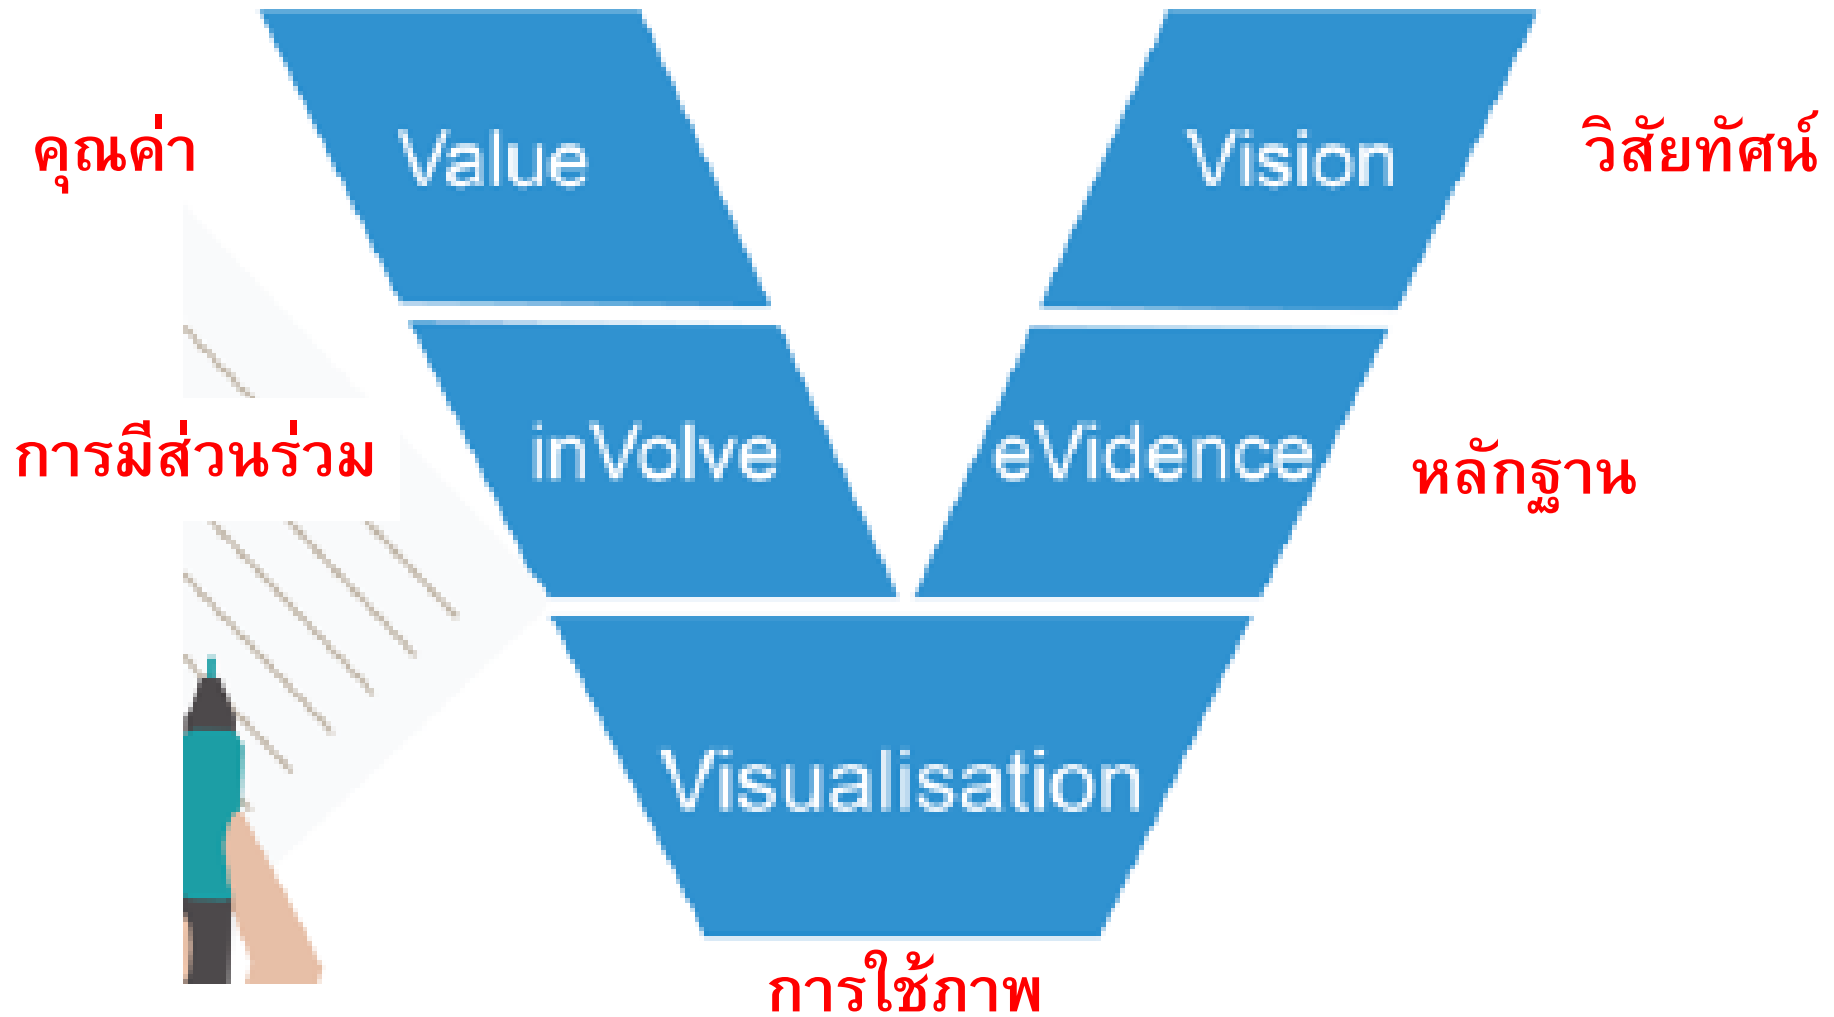 คุณค่า
Value
Vision
วิสัยทัศน์
การมีส่วนร่วม
inVolve
eVidence
หลักฐาน
Visualisation
การใช้ภาพ